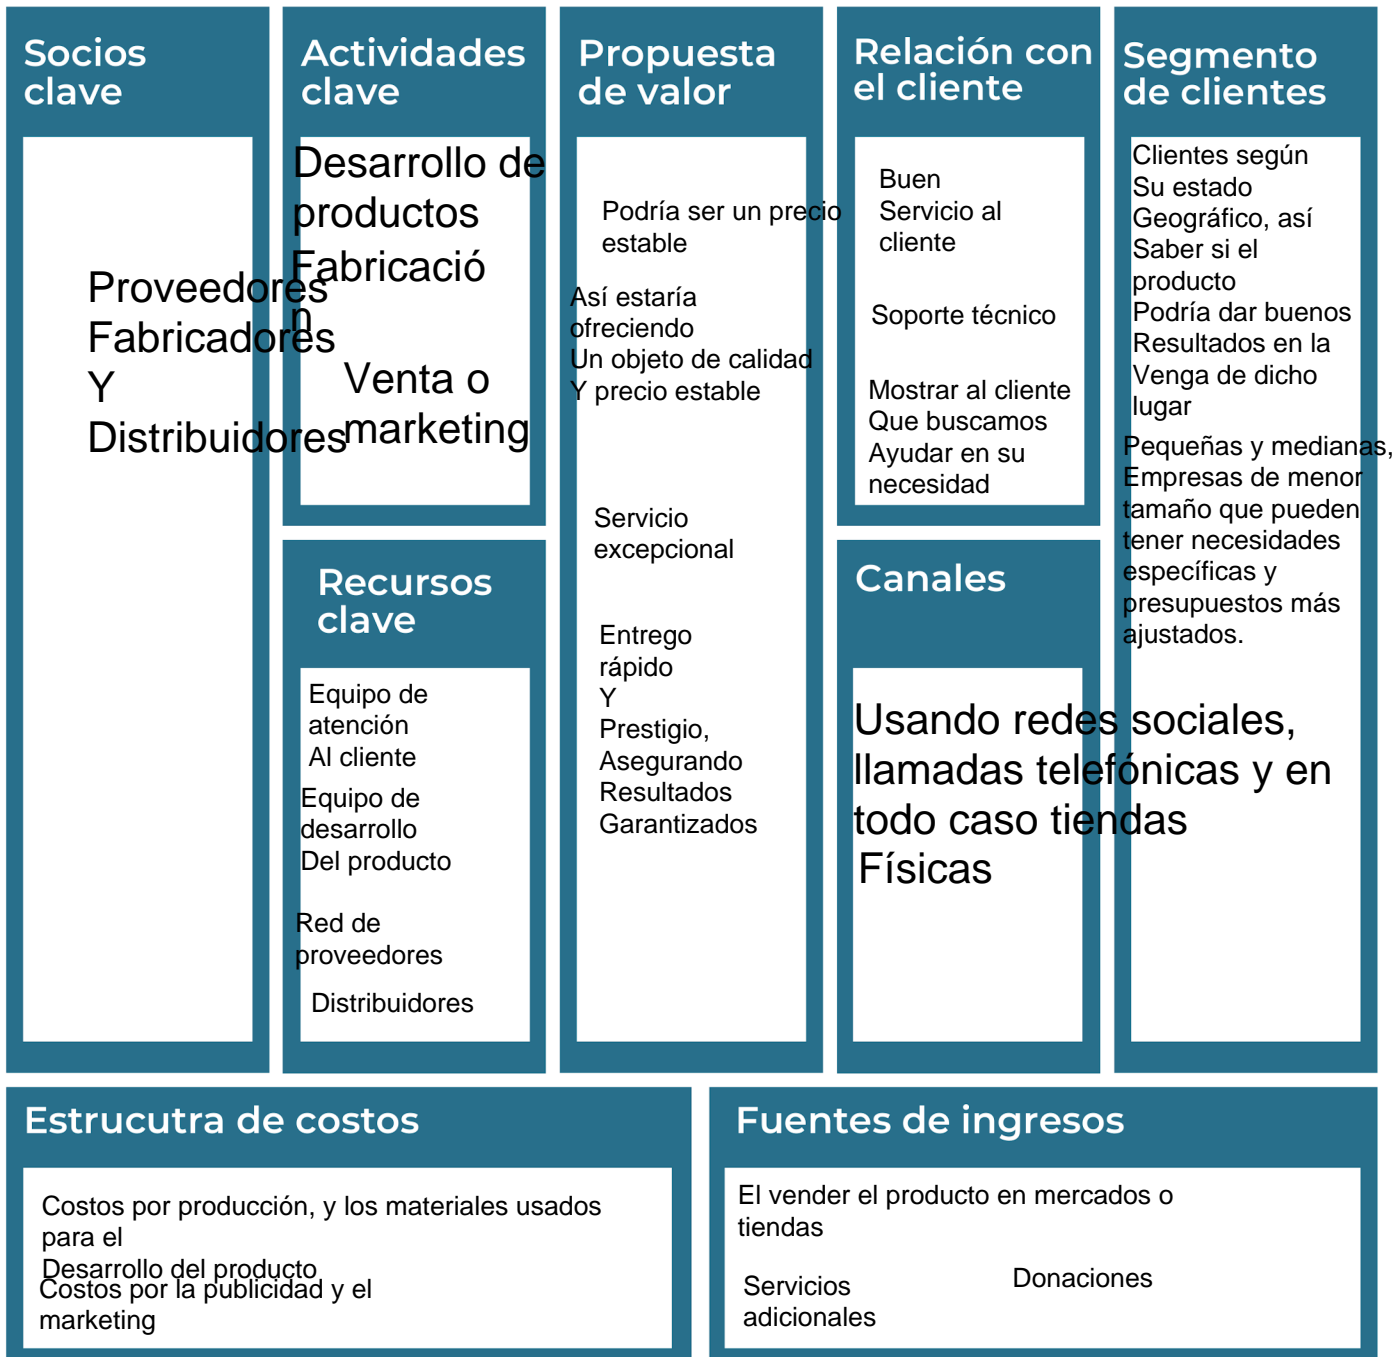 Socios
clave
Proveedores
Fabricadores
Y
Distribuidores
Actividades
clave
Desarrollo de
productos
Fabricació
n
Venta o
marketing
Recursos
clave
Equipo de
atención
Al cliente
Equipo de
desarrollo
Del producto
Red de
proveedores
Distribuidores
Propuesta
de valor
Podría ser un precio
estable
Así estaría
ofreciendo
Un objeto de calidad
Y precio estable
Servicio
excepcional
Entrego
rápido
Y
Prestigio,
Asegurando
Resultados
Garantizados
Relación con
el cliente
Buen
Servicio al
cliente
Soporte técnico
Mostrar al cliente
Que buscamos
Ayudar en su
necesidad
Canales
Usando redes sociales,
llamadas telefónicas y en
todo caso tiendas
Físicas
Segmento
de clientes
Clientes según
Su estado
Geográfico, así
Saber si el
producto
Podría dar buenos
Resultados en la
Venga de dicho
lugar
Pequeñas y medianas,
Empresas de menor
tamaño que pueden
tener necesidades
específicas y
presupuestos más
ajustados.
Estrucutra de costos
Costos por producción, y los materiales usados
para el
Desarrollo del producto
Costos por la publicidad y el
marketing
Fuentes de ingresos
El vender el producto en mercados o
tiendas
Servicios
adicionales
Donaciones